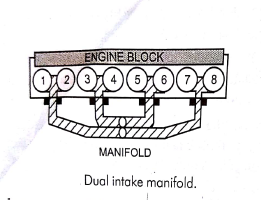 ENGINE BLOCK
1 2 3 4 5 6 7 8
MANIFOLD
Dual intake manifold.